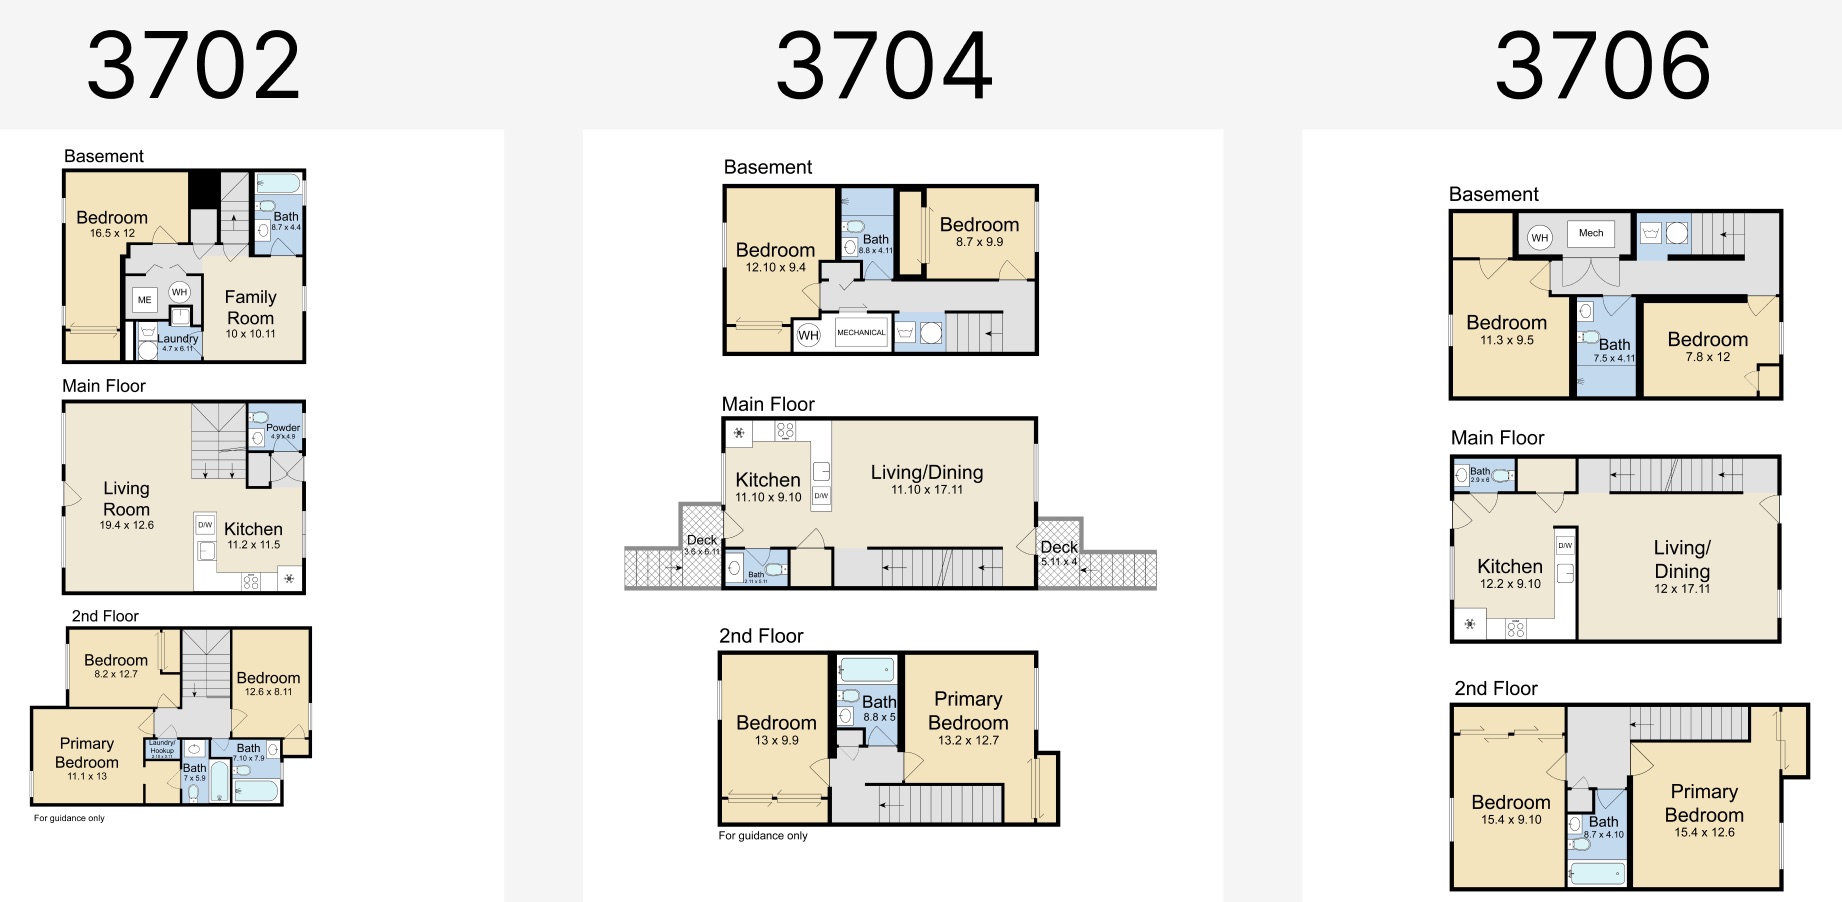 3702
Basement
Bedroom
16.5 x 12
Bath
8.7 x 4.4
ME
WH
Family
Room
10 x 10.11
Laundry
4.7 x 6.11
Main Floor
Powder
4.9 x 4.9
Living
Room
19.4 x 12.6
D/W
Kitchen
11.2 x 11.5
2nd Floor
Bedroom
8.2 x 12.7
Bedroom
12.6 x 8.11
Primary
Bedroom
11.1 x 13
Laundry/
Hookup
Bath
7 x 5.9
Bath
7.10 x 7.9
For guidance only
3704
Basement
Bedroom
12.10 x 9.4
Bath
8.8 x 4.11
Bedroom
8.7 x 9.9
WH
MECHANICAL
Main Floor
Kitchen
11.10 x 9.10
D/W
Living/Dining
11.10 x 17.11
Deck
3.6 x 6.11
Bath
2.11 x 5.11
Deck
5.11 x 4
2nd Floor
Bedroom
13 x 9.9
Bath
8.8 x 5
Primary
Bedroom
13.2 x 12.7
For guidance only
3706
Basement
WH
Mech
Bedroom
11.3 x 9.5
Bath
7.5 x 4.11
Bedroom
7.8 x 12
Main Floor
Bath
2.9 x 6
D/W
Kitchen
12.2 x 9.10
Living/
Dining
12 x 17.11
2nd Floor
Bedroom
15.4 x 9.10
Bath
8.7 x 4.10
Primary
Bedroom
15.4 x 12.6